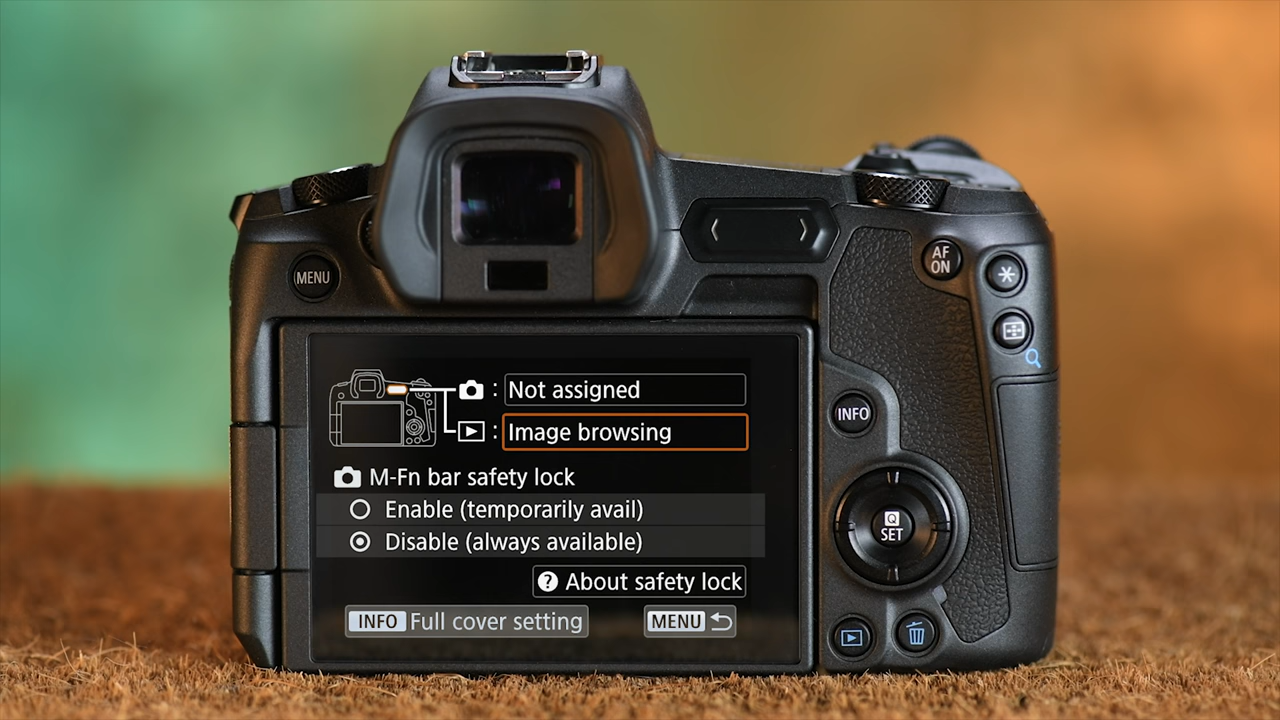 MENU
AF
ON
INFO
Q
SET
: Not assigned
: Image browsing
M-Fn bar safety lock
Enable (temporarily avail)
Disable (always available)
? About safety lock
INFO Full cover setting
MENU